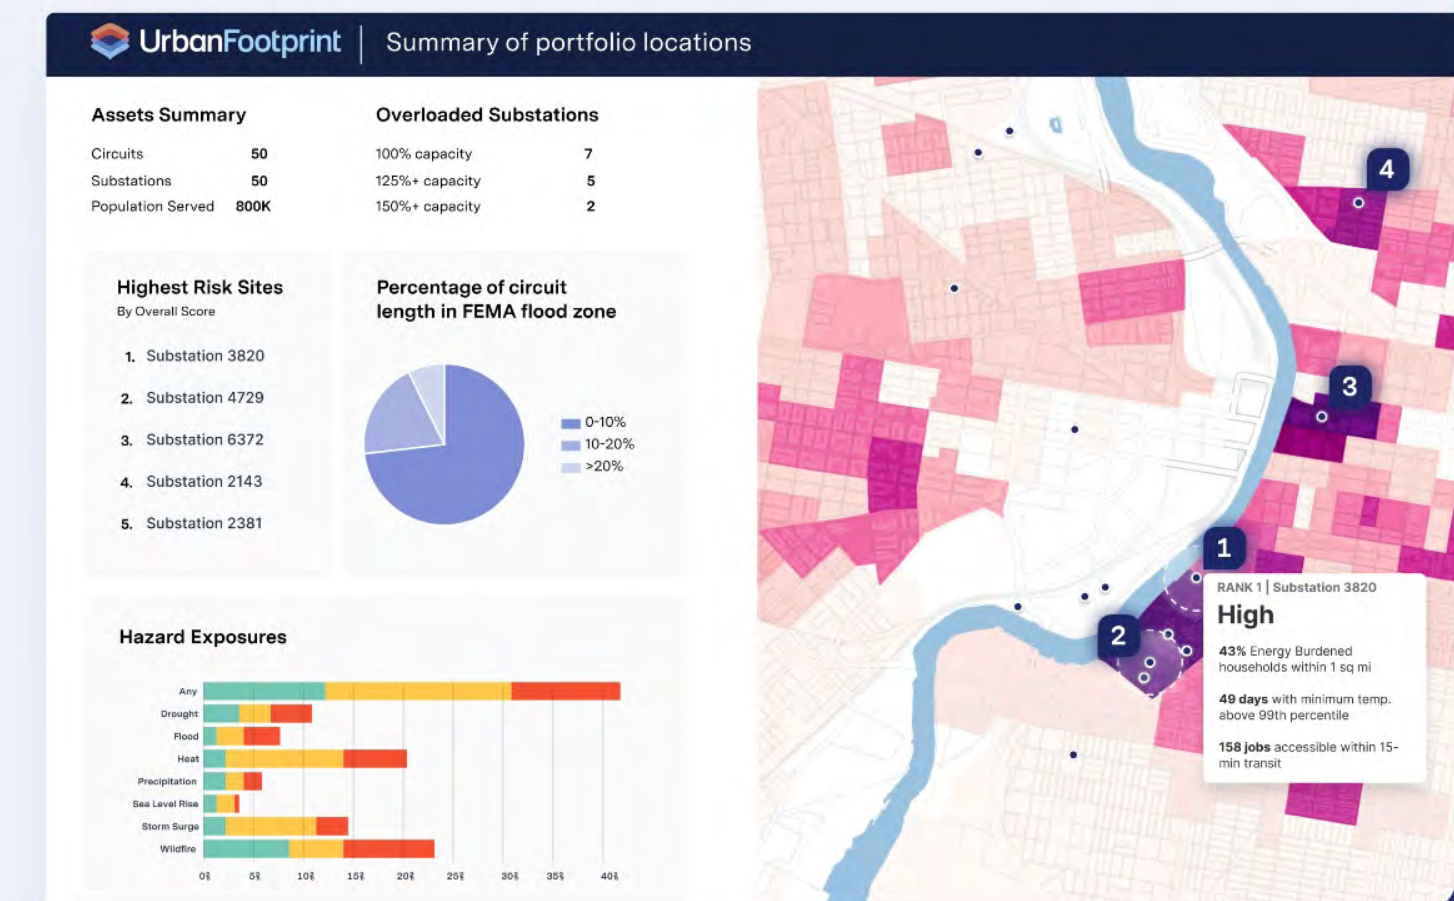 UrbanFootprint | Summary of portfolio locations
Assets Summary
Circuits 50
Substations 50
Population Served 800K
Overloaded Substations
100% capacity 7
125%+ capacity 5
150%+ capacity 2
Highest Risk Sites
By Overall Score
1. Substation 3820
2. Substation 4729
3. Substation 6372
4. Substation 2143
5. Substation 2381
Percentage of circuit
length in FEMA flood zone
0-10%
10-20%
>20%
Hazard Exposures
Any
Drought
Flood
Heat
Precipitation
Sea Level Rise
Storm Surge
Wildfire
0% 5% 10% 15% 20% 25% 30% 35% 40%
4
3
1
2
RANK 1 | Substation 3820
High
43% Energy Burdened
households within 1 sq mi
49 days with minimum temp.
above 99th percentile
158 jobs accessible within 15-
min transit